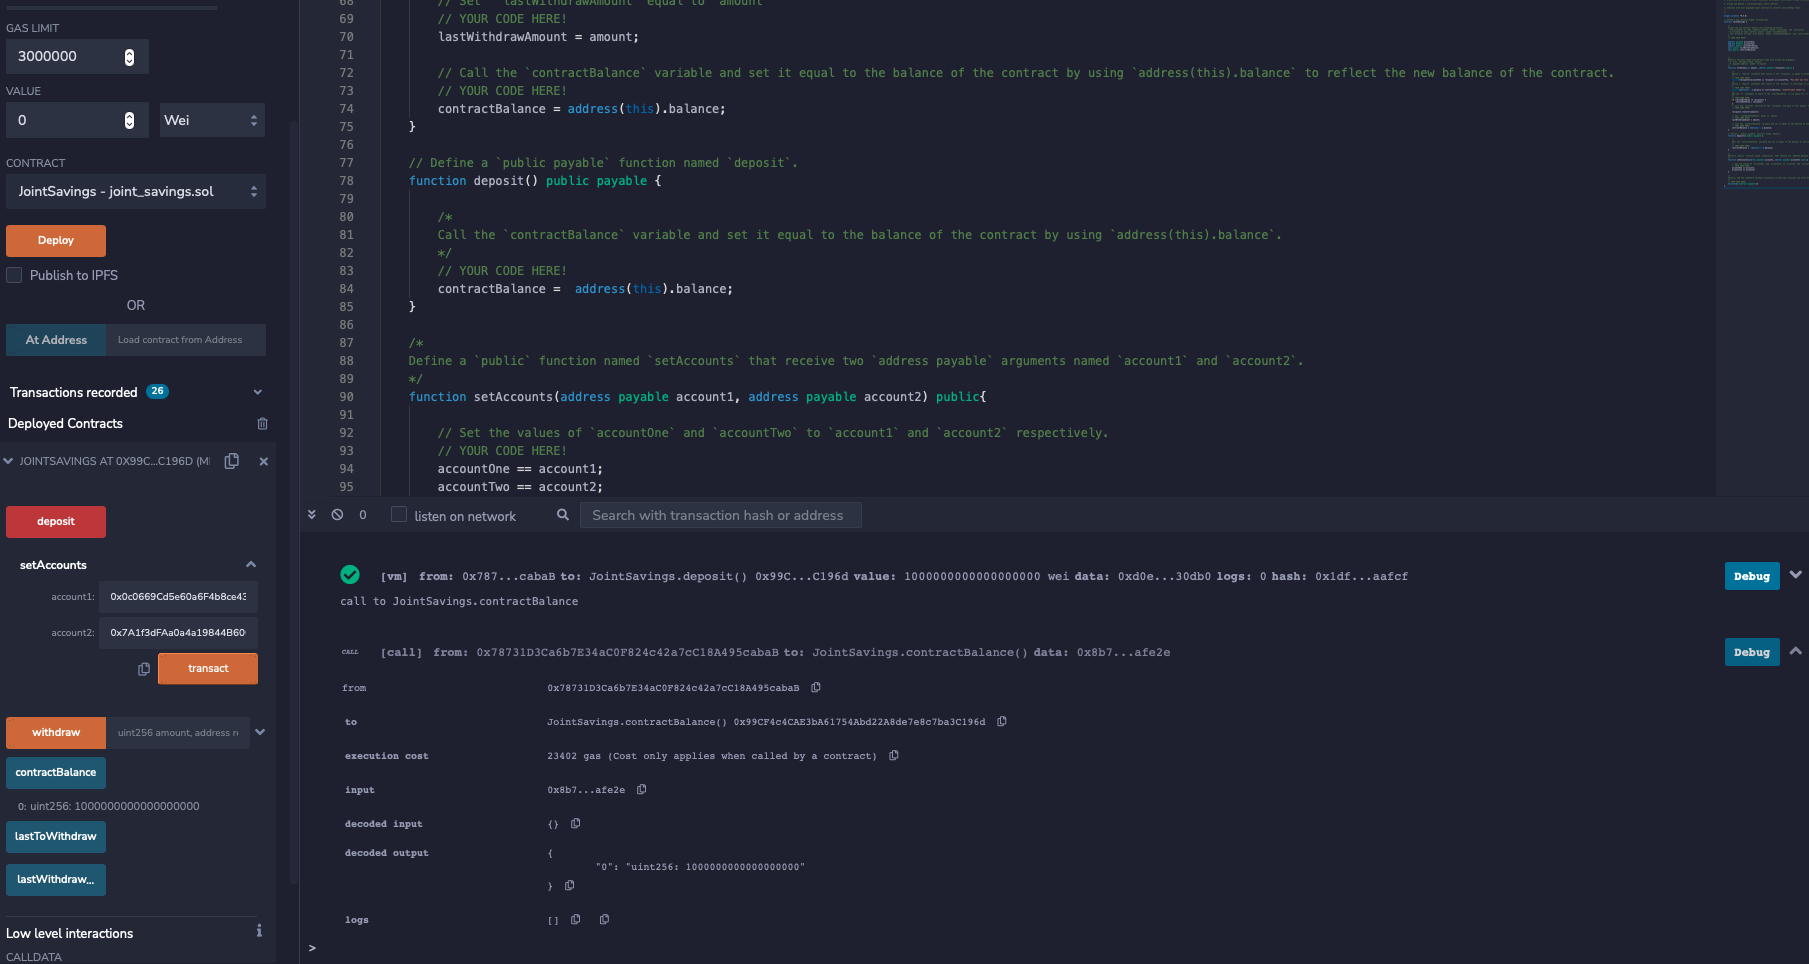 GAS LIMIT
3000000
VALUE
0
Wei
CONTRACT
JointSavings - joint_savings.sol
Deploy
Publish to IPFS
OR
At Address
Load contract from Address
Transactions recorded 26
Deployed Contracts
JOINTSAVINGS AT 0X99C...C196D (M
deposit
setAccounts
account1: 0x0c0669Cd5e60a6F4b8ce43
account2: 0x7A1f3dFAa0a4a19844B60
transact
withdraw
uint256 amount, address r
contractBalance
0: uint256: 1000000000000000000
lastToWithdraw
lastWithdraw...
Low level interactions
i
CALLDATA
68 // Set `lastWithdrawAmount` equal to `amount`
69 // YOUR CODE HERE!
70 lastWithdrawAmount = amount;
71
72 // Call the `contractBalance` variable and set it equal to the balance of the contract by using `address(this).balance` to reflect the new balance of the contract.
73 // YOUR CODE HERE!
74 contractBalance = address(this).balance;
75 }
76
77 // Define a `public payable` function named `deposit`.
78 function deposit() public payable {
79
80 /*
81 Call the `contractBalance` variable and set it equal to the balance of the contract by using `address(this).balance`.
82 */
83 // YOUR CODE HERE!
84 contractBalance =  address(this).balance;
85 }
86
87 /*
88 Define a `public` function named `setAccounts` that receive two `address payable` arguments named `account1` and `account2`.
89 */
90 function setAccounts(address payable account1, address payable account2) public{
91
92 // Set the values of `accountOne` and `accountTwo` to `account1` and `account2` respectively.
93 // YOUR CODE HERE!
94 accountOne == account1;
95 accountTwo == account2;
0
listen on network
Search with transaction hash or address
[vm] from: 0x787...cabaB to: JointSavings.deposit() 0x99C...C196d value: 1000000000000000000 wei data: 0xd0e...30db0 logs: 0 hash: 0x1df...aafcf
Debug
call to JointSavings.contractBalance
CALL [call] from: 0x78731D3Ca6b7E34aC0F824c42a7cC18A495cabaB to: JointSavings.contractBalance() data: 0x8b7...afe2e
Debug
from 0x78731D3Ca6b7E34aC0F824c42a7cC18A495cabaB
to JointSavings.contractBalance() 0x99CF4c4CAE3bA61754Abd22A8de7e8c7ba3C196d
execution cost 23402 gas (Cost only applies when called by a contract)
input 0x8b7...afe2e
decoded input {}
decoded output {
"0": "uint256: 1000000000000000000"
}
logs []
>